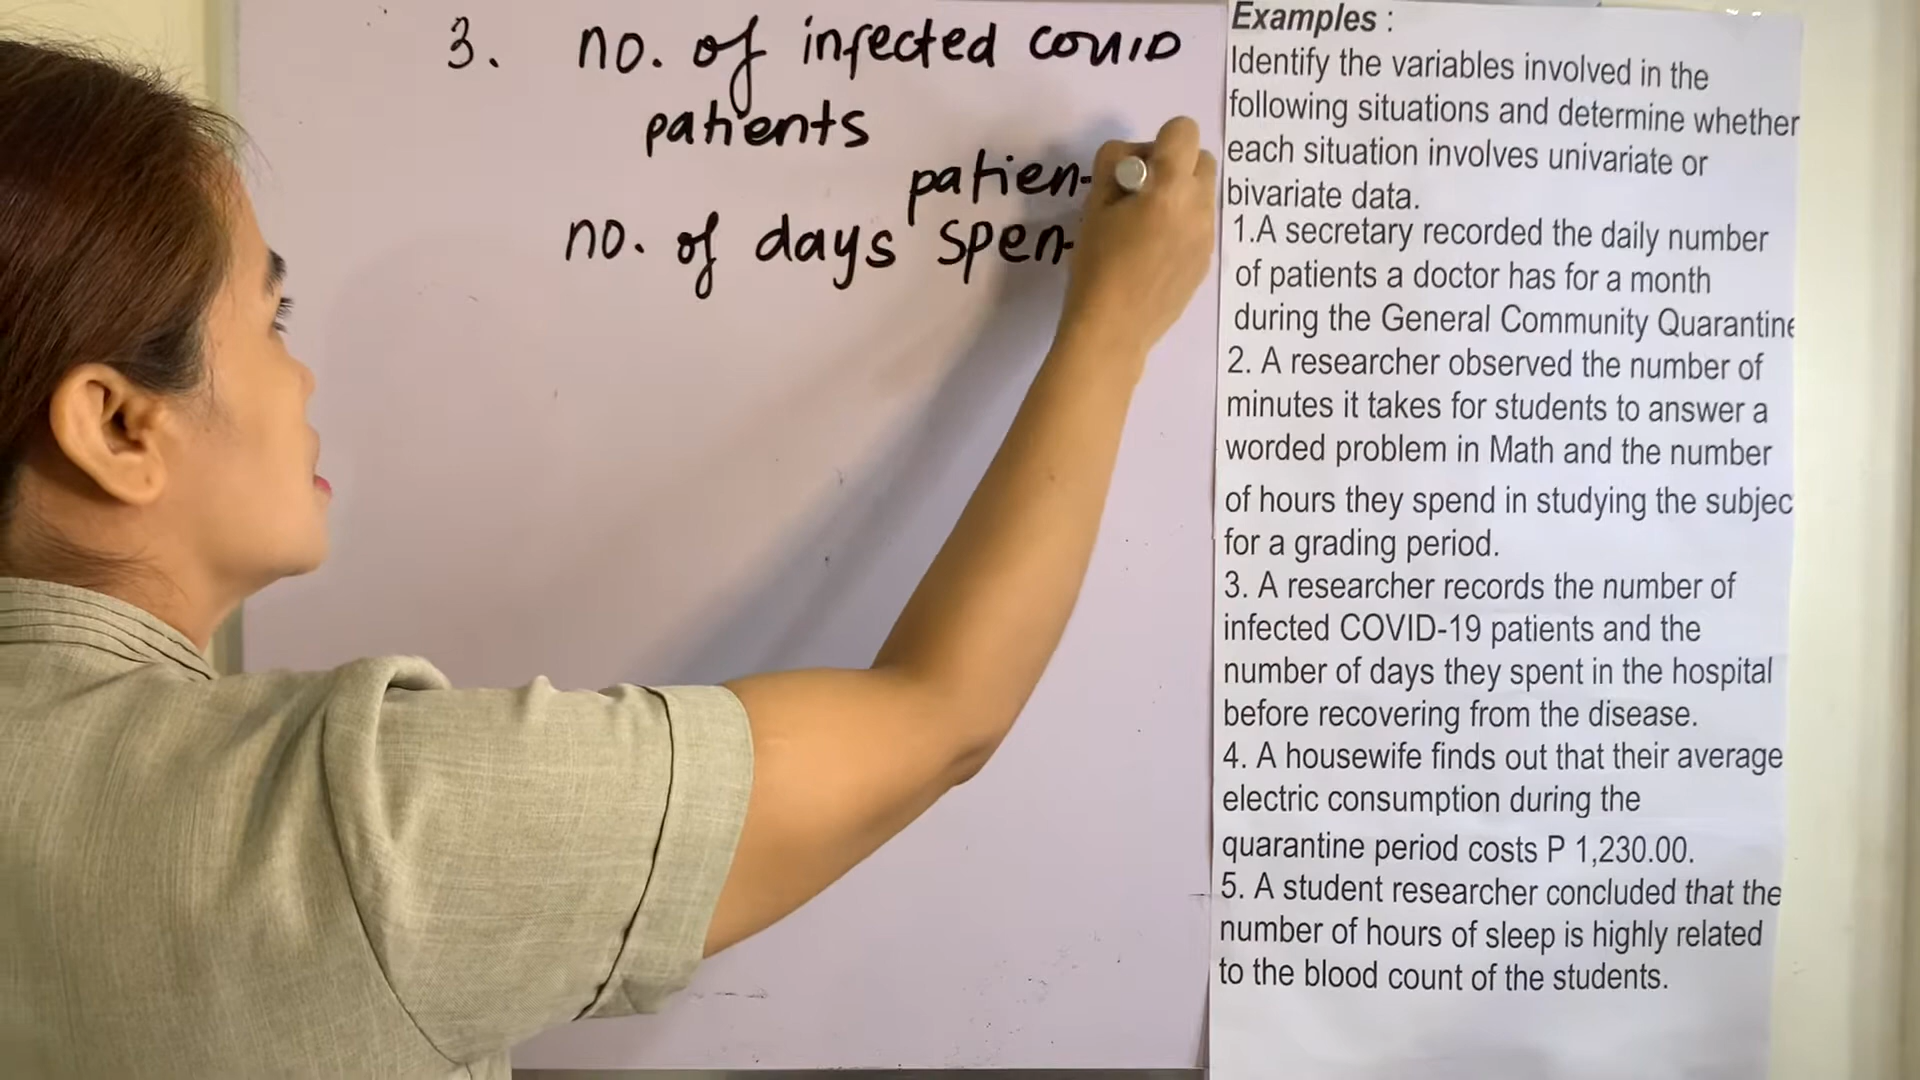 3. no. of infected COVID
patients
patien
no. of days spen
Examples :
Identify the variables involved in the
following situations and determine whether
each situation involves univariate or
bivariate data.
1.A secretary recorded the daily number
of patients a doctor has for a month
during the General Community Quarantine
2. A researcher observed the number of
minutes it takes for students to answer a
worded problem in Math and the number
of hours they spend in studying the subjec
for a grading period.
3. A researcher records the number of
infected COVID-19 patients and the
number of days they spent in the hospital
before recovering from the disease.
4. A housewife finds out that their average
electric consumption during the
quarantine period costs P 1,230.00.
5. A student researcher concluded that the
number of hours of sleep is highly related
to the blood count of the students.